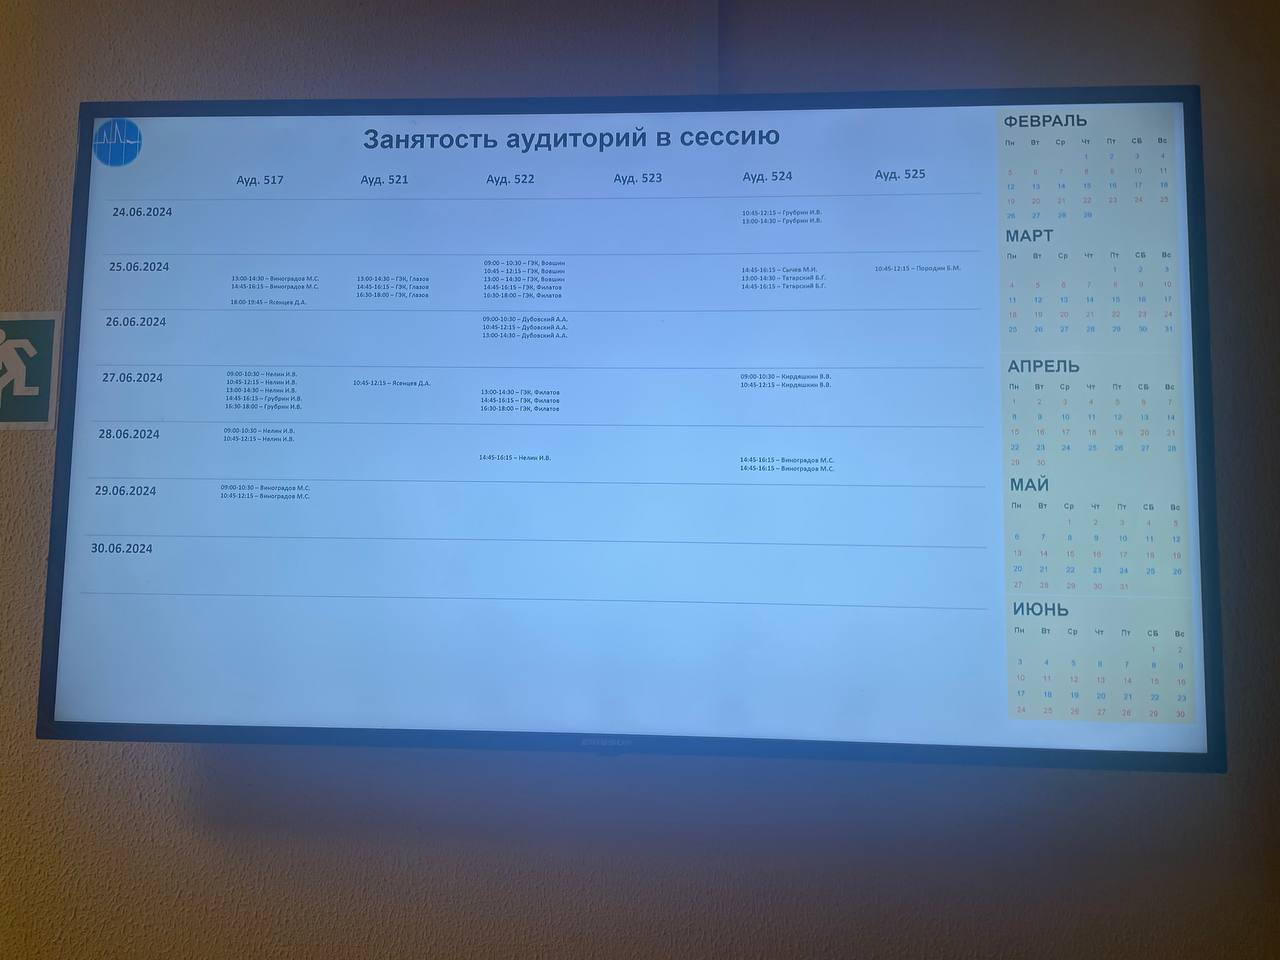 Занятость аудиторий в сессию
Ауд. 517 Ауд. 521 Ауд. 522 Ауд. 523 Ауд. 524 Ауд. 525
24.06.2024
10:45-12:15 – Грубрин И.В.
13:00-14:30 – Грубрин И.В.
25.06.2024
13:00-14:30 – Виноградов М.С.
14:45-16:15 – Виноградов М.С.
18:00-19:45 – Ясенцев Д.А.
13:00-14:30 – ГЭК, Глазов
14:45-16:15 – ГЭК, Глазов
16:30-18:00 – ГЭК, Глазов
09:00 – 10:30 – ГЭК, Вовшин
10:45 – 12:15 – ГЭК, Вовшин
13:00 – 14:30 – ГЭК, Вовшин
14:45-16:15 – ГЭК, Филатов
16:30-18:00 – ГЭК, Филатов
14:45-16:15 – Сычев М.И.
13:00-14:30 – Татарский Б.Г.
14:45-16:15 – Татарский Б.Г.
10:45-12:15 – Породин Б.М.
26.06.2024
09:00-10:30 – Дубовский А.А.
10:45-12:15 – Дубовский А.А.
13:00-14:30 – Дубовский А.А.
27.06.2024
09:00-10:30 – Нелин И.В.
10:45-12:15 – Нелин И.В.
13:00-14:30 – Нелин И.В.
14:45-16:15 – Грубрин И.В.
16:30-18:00 – Грубрин И.В.
10:45-12:15 – Ясенцев Д.А.
13:00-14:30 – ГЭК, Филатов
14:45-16:15 – ГЭК, Филатов
16:30-18:00 – ГЭК, Филатов
09:00-10:30 – Кирдяшкин В.В.
10:45-12:15 – Кирдяшкин В.В.
28.06.2024
09:00-10:30 – Нелин И.В.
10:45-12:15 – Нелин И.В.
14:45-16:15 – Нелин И.В.
14:45-16:15 – Виноградов М.С.
14:45-16:15 – Виноградов М.С.
29.06.2024
09:00-10:30 – Виноградов М.С.
10:45-12:15 – Виноградов М.С.
30.06.2024
ФЕВРАЛЬ
Пн Вт Ср Чт Пт СБ Вс
1 2 3 4
5 6 7 8 9 10 11
12 13 14 15 16 17 18
19 20 21 22 23 24 25
26 27 28 29
МАРТ
Пн Вт Ср Чт Пт СБ Вс
1 2 3
4 5 6 7 8 9 10
11 12 13 14 15 16 17
18 19 20 21 22 23 24
25 26 27 28 29 30 31
АПРЕЛЬ
Пн Вт Ср Чт Пт СБ Вс
1 2 3 4 5 6 7
8 9 10 11 12 13 14
15 16 17 18 19 20 21
22 23 24 25 26 27 28
29 30
МАЙ
Пн Вт Ср Чт Пт СБ Вс
1 2 3 4 5
6 7 8 9 10 11 12
13 14 15 16 17 18 19
20 21 22 23 24 25 26
27 28 29 30 31
ИЮНЬ
Пн Вт Ср Чт Пт СБ Вс
1 2
3 4 5 6 7 8 9
10 11 12 13 14 15 16
17 18 19 20 21 22 23
24 25 26 27 28 29 30